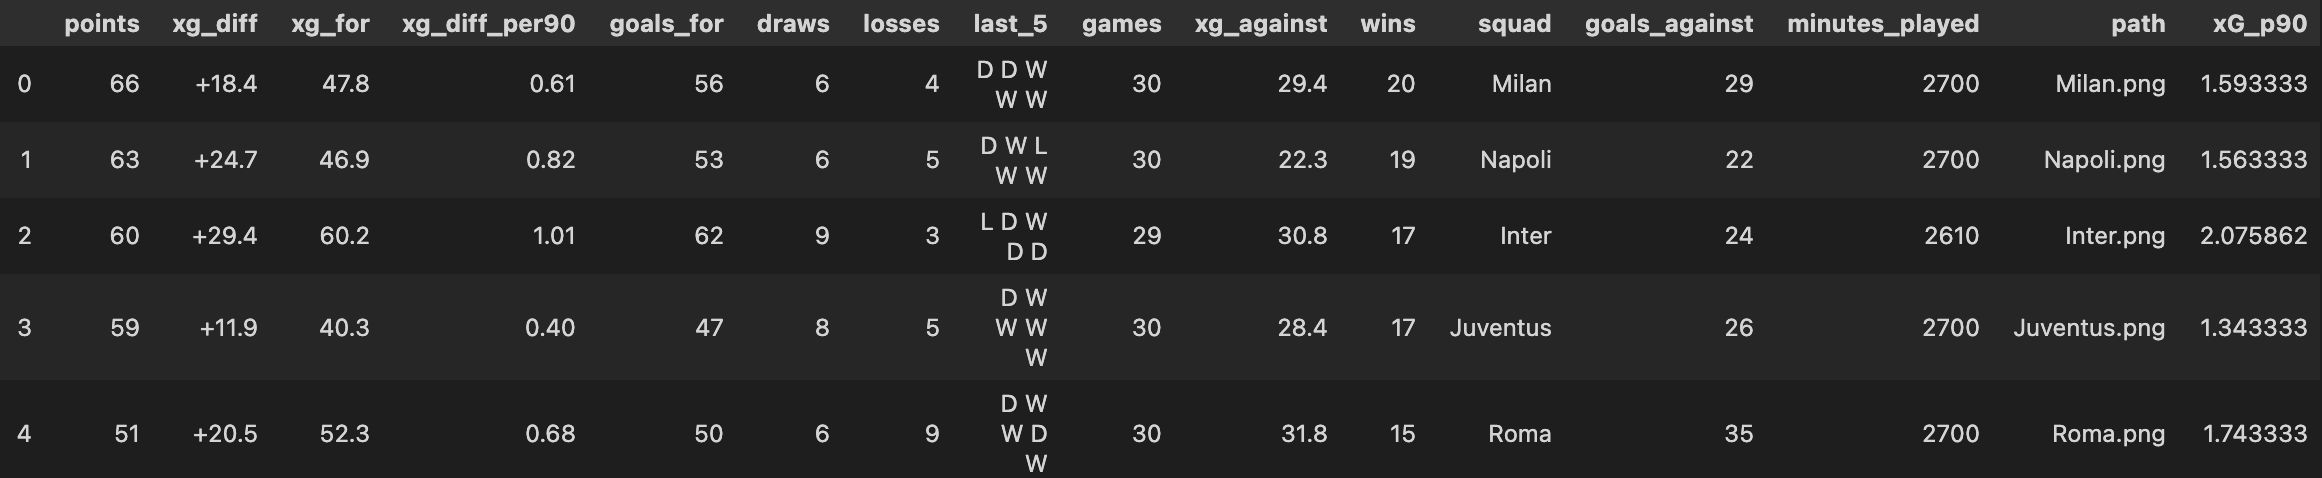 points xg_diff xg_for xg_diff_per90 goals_for draws losses last_5 games xg_against wins squad goals_against minutes_played path xG_p90
0 66 +18.4 47.8 0.61 56 6 4 D D W W W 30 29.4 20 Milan 29 2700 Milan.png 1.593333
1 63 +24.7 46.9 0.82 53 6 5 D W L W W 30 22.3 19 Napoli 22 2700 Napoli.png 1.563333
2 60 +29.4 60.2 1.01 62 9 3 L D W D D 29 30.8 17 Inter 24 2610 Inter.png 2.075862
3 59 +11.9 40.3 0.40 47 8 5 D W W W W 30 28.4 17 Juventus 26 2700 Juventus.png 1.343333
4 51 +20.5 52.3 0.68 50 6 9 D W W D W 30 31.8 15 Roma 35 2700 Roma.png 1.743333